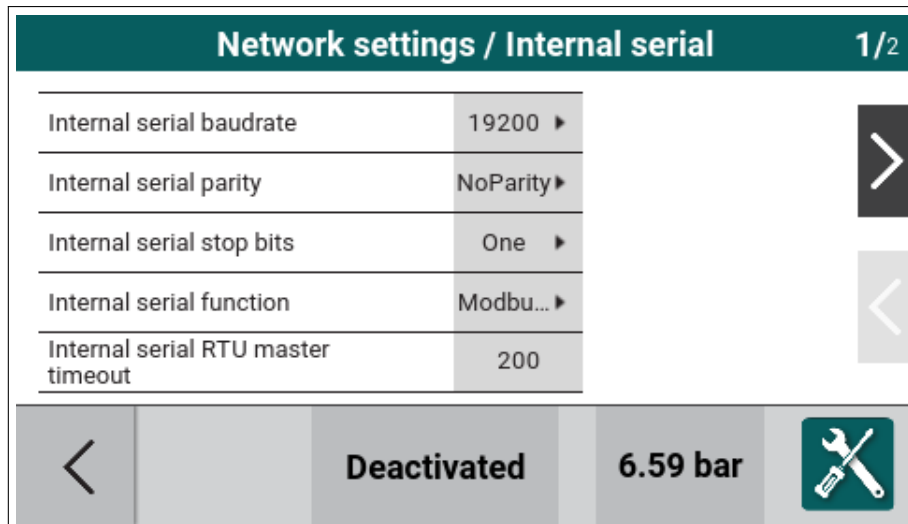 Network settings / Internal serial 1/2
Internal serial baudrate 19200
Internal serial parity NoParity
Internal serial stop bits One
Internal serial function Modbu...
Internal serial RTU master
timeout 200
Deactivated 6.59 bar